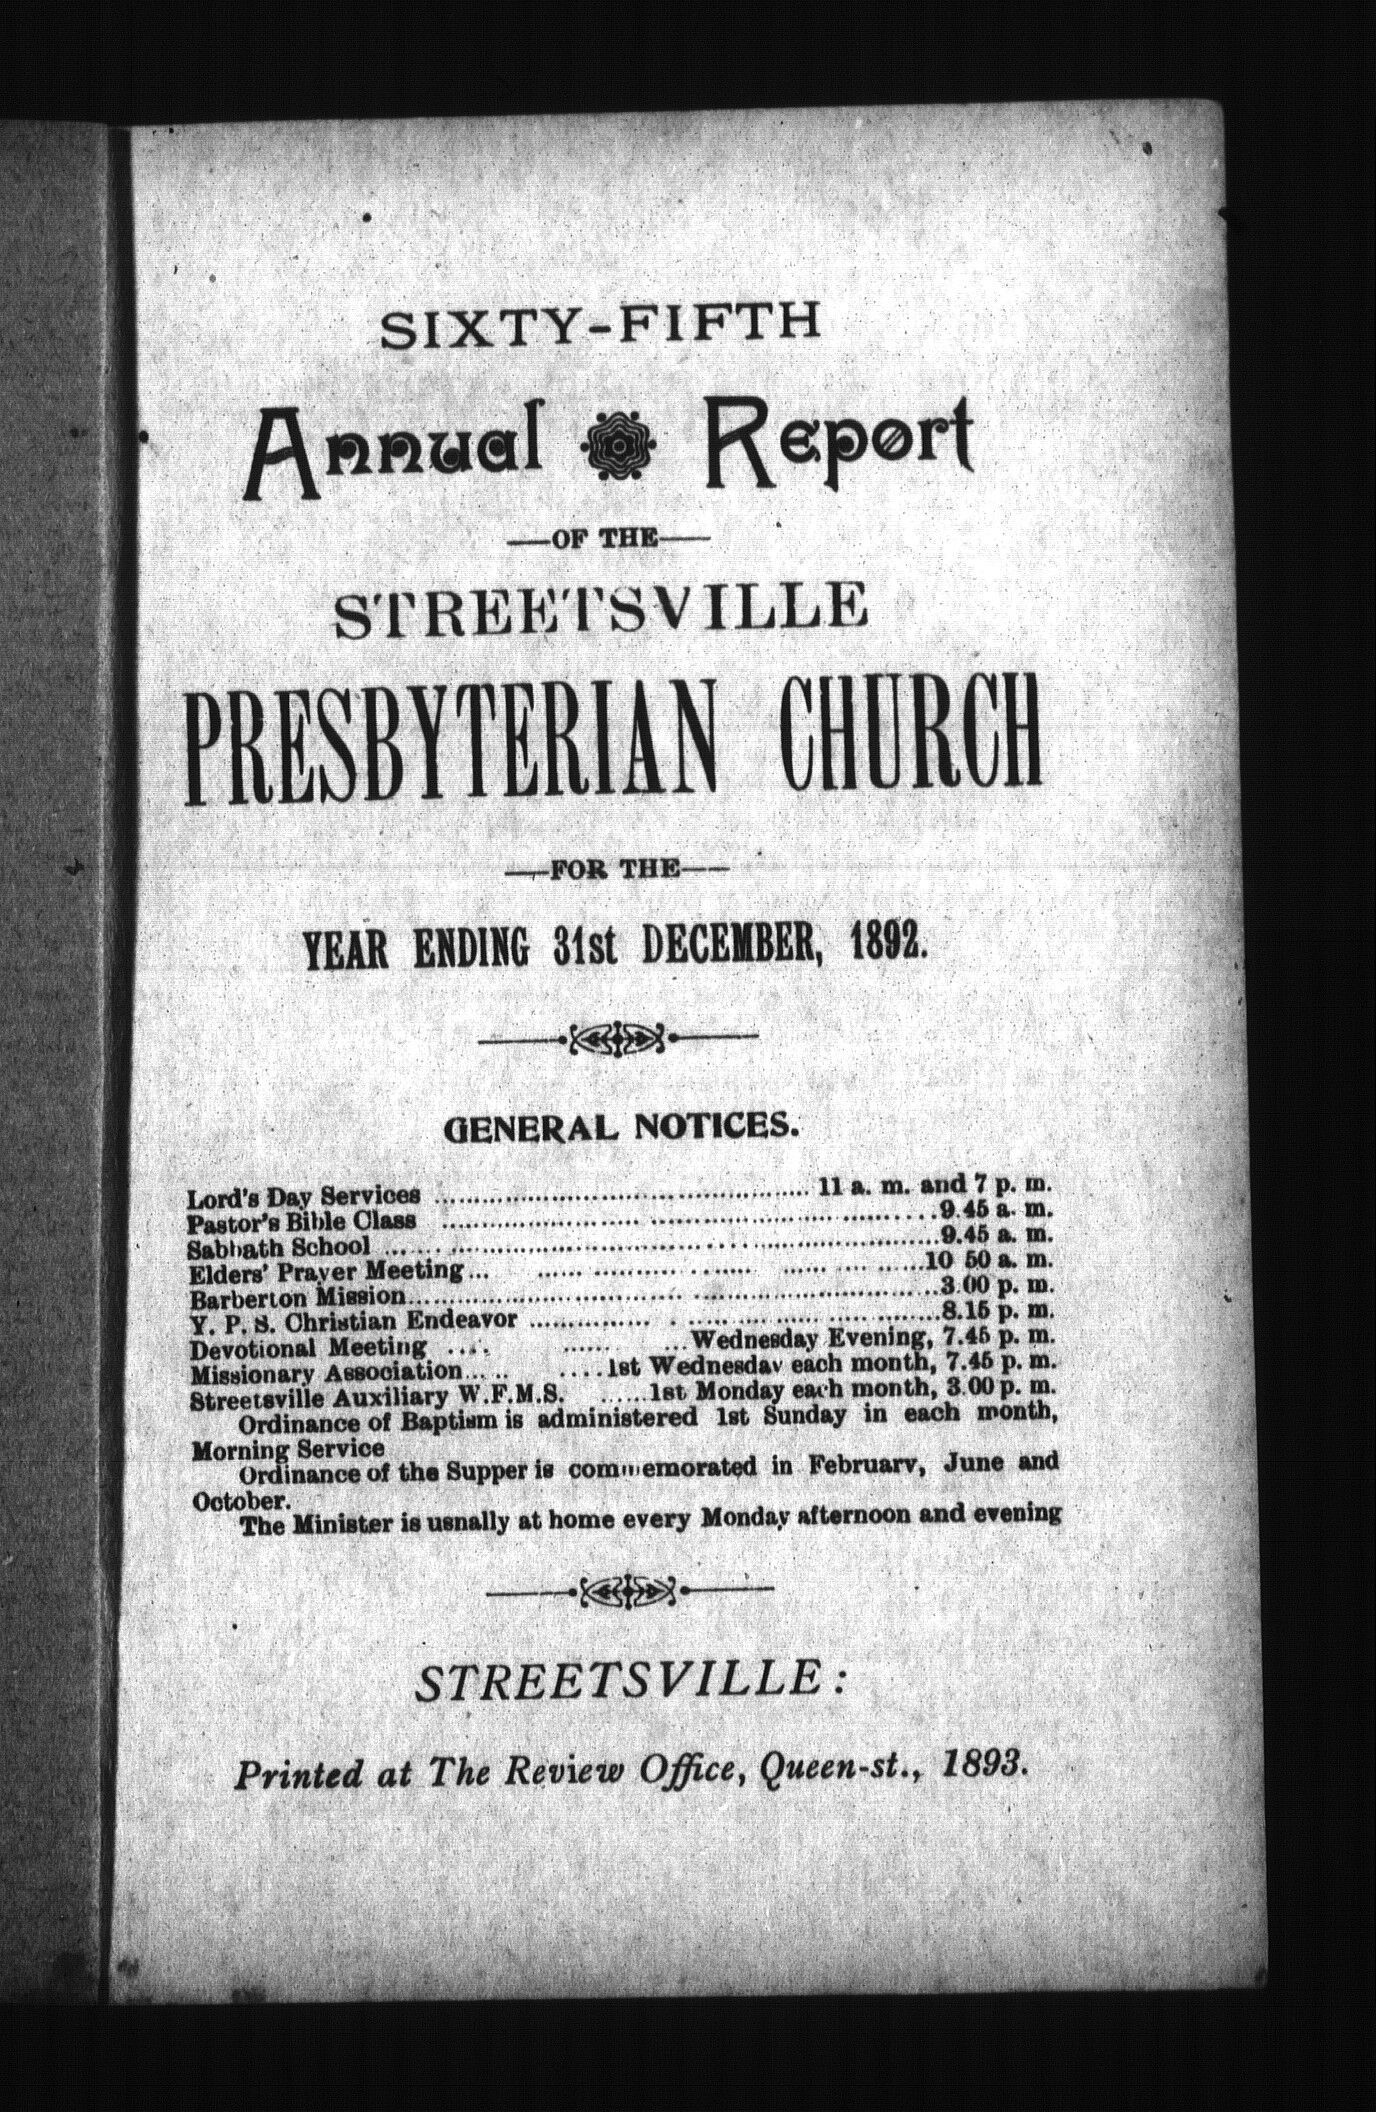 SIXTY-FIFTH
Annual Report
—OF THE—
STREETSVILLE
PRESBYTERIAN CHURCH
—FOR THE—
YEAR ENDING 31st DECEMBER, 1892.
GENERAL NOTICES.
Lord's Day Services ........................ 11 a. m. and 7 p. m.
Pastor's Bible Class ........................ 9.45 a. m.
Sabbath School ........................ 9.45 a. m.
Elders' Prayer Meeting ........................ 10 50 a. m.
Barberton Mission ........................ 3.00 p. m.
Y. P. S. Christian Endeavor ........................ 8.15 p. m.
Devotional Meeting .... ...... ... Wednesday Evening, 7.45 p. m.
Missionary Association..... .... 1st Wednesday each month, 7.45 p. m.
Streetsville Auxiliary W.F.M.S. ...... 1st Monday each month, 3.00 p. m.
Ordinance of Baptism is administered 1st Sunday in each month,
Morning Service
Ordinance of the Supper is commemorated in February, June and
October.
The Minister is usnally at home every Monday afternoon and evening
STREETSVILLE:
Printed at The Review Office, Queen-st., 1893.